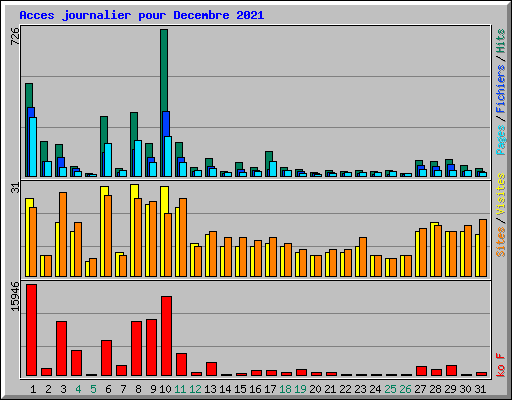 Acces journalier pour Decembre 2021
726
31
15946
Pages / Fichiers / Hits
Sites / Visites
ko F
1 2 3 4 5 6 7 8 9 10 11 12 13 14 15 16 17 18 19 20 21 22 23 24 25 26 27 28 29 30 31